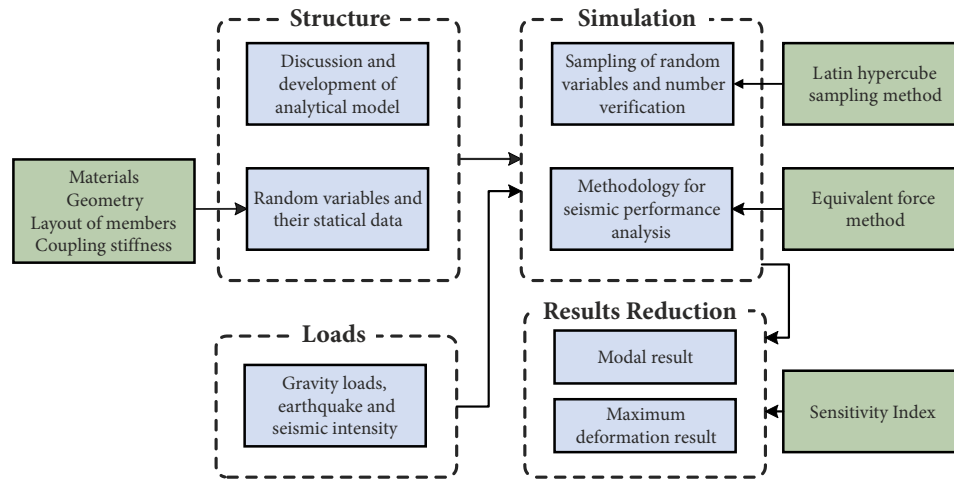 Structure
Discussion and
development of
analytical model
Random variables and
their statical data
Materials
Geometry
Layout of members
Coupling stiffness
Loads
Gravity loads,
earthquake and
seismic intensity
Simulation
Sampling of random
variables and number
verification
Methodology for
seismic performance
analysis
Latin hypercube
sampling method
Equivalent force
method
Results Reduction
Modal result
Maximum
deformation result
Sensitivity Index